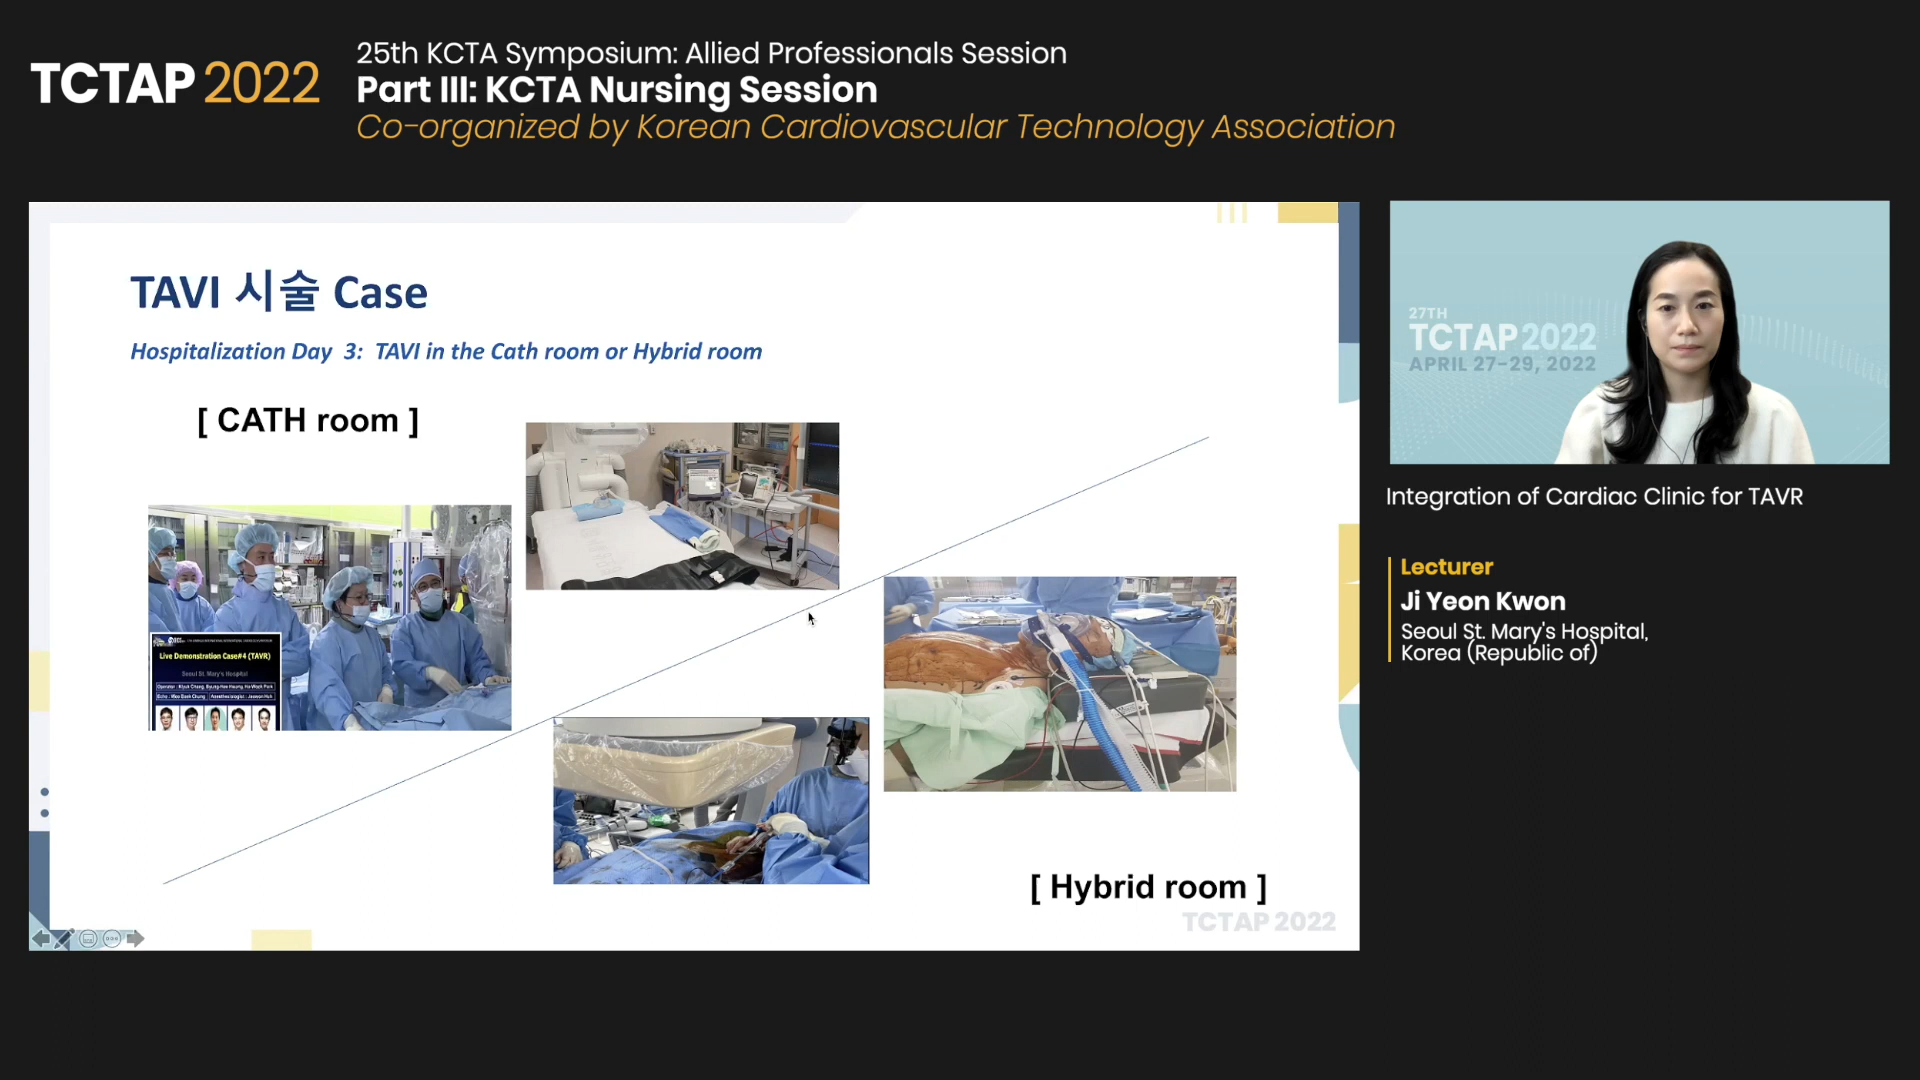 TCTAP 2022
25th KCTA Symposium: Allied Professionals Session
Part III: KCTA Nursing Session
Co-organized by Korean Cardiovascular Technology Association
TAVI 시술 Case
Hospitalization Day 3: TAVI in the Cath room or Hybrid room
[ CATH room ]
Live Demonstration Case#4 (TAVR)
Seoul St. Mary's Hospital
[ Hybrid room ]
TCTAP 2022
27TH
TCTAP 2022
APRIL 27-29, 2022
Integration of Cardiac Clinic for TAVR
Lecturer
Ji Yeon Kwon
Seoul St. Mary's Hospital,
Korea (Republic of)